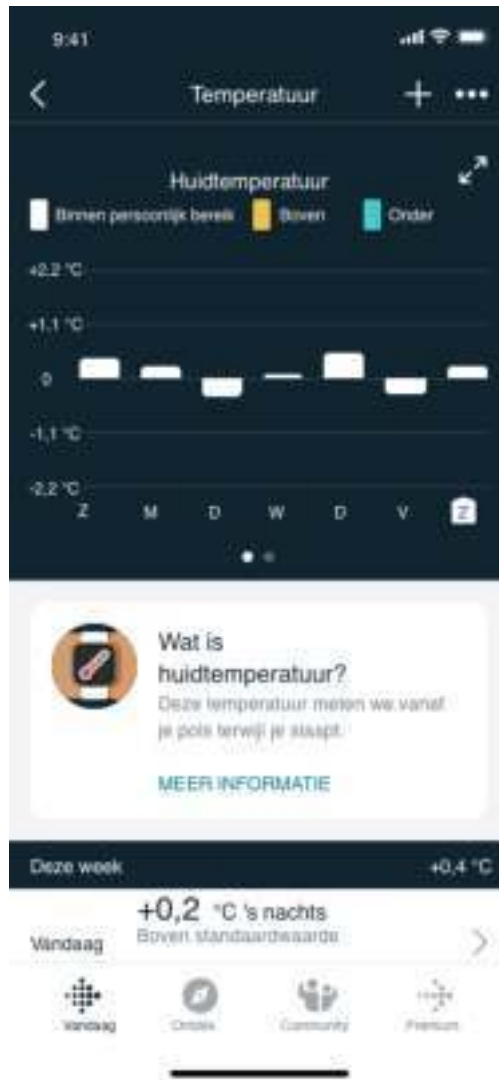 9:41
Temperatuur
Huidtemperatuur
Binnen persoonlijk bereik Boven Onder
+2,2 °C
+1,1 °C
0
-1,1 °C
-2,2 °C
Z M D W D V Z
Wat is
huidtemperatuur?
Deze temperatuur meten we vanaf
je pols terwijl je slaapt.
MEER INFORMATIE
Deze week +0,4 °C
+0,2 °C 's nachts
Vandaag Boven standaardwaarde
Vandaag Ontdek Community Premium